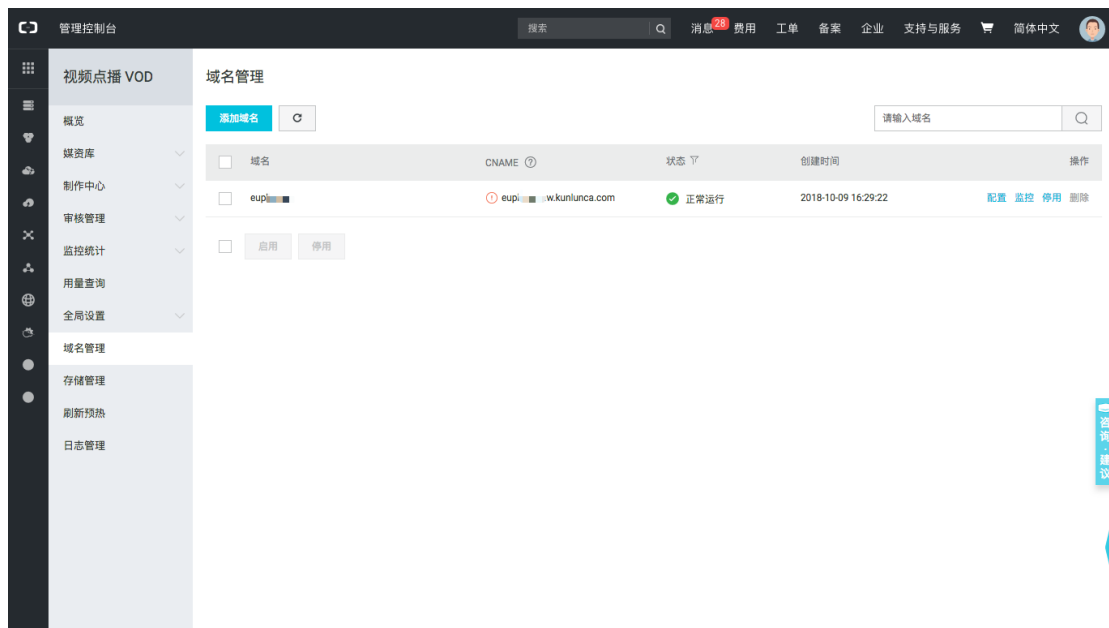 管理控制台 搜索 消息 28 费用 工单 备案 企业 支持与服务 简体中文
视频点播 VOD
概览
媒资库
制作中心
审核管理
监控统计
用量查询
全局设置
域名管理
存储管理
刷新预热
日志管理
域名管理
添加域名 请输入域名
域名 CNAME 状态 创建时间 操作
w.kunlunca.com 正常运行 2018-10-09 16:29:22 配置 监控 停用 删除
启用 停用
咨询·建议